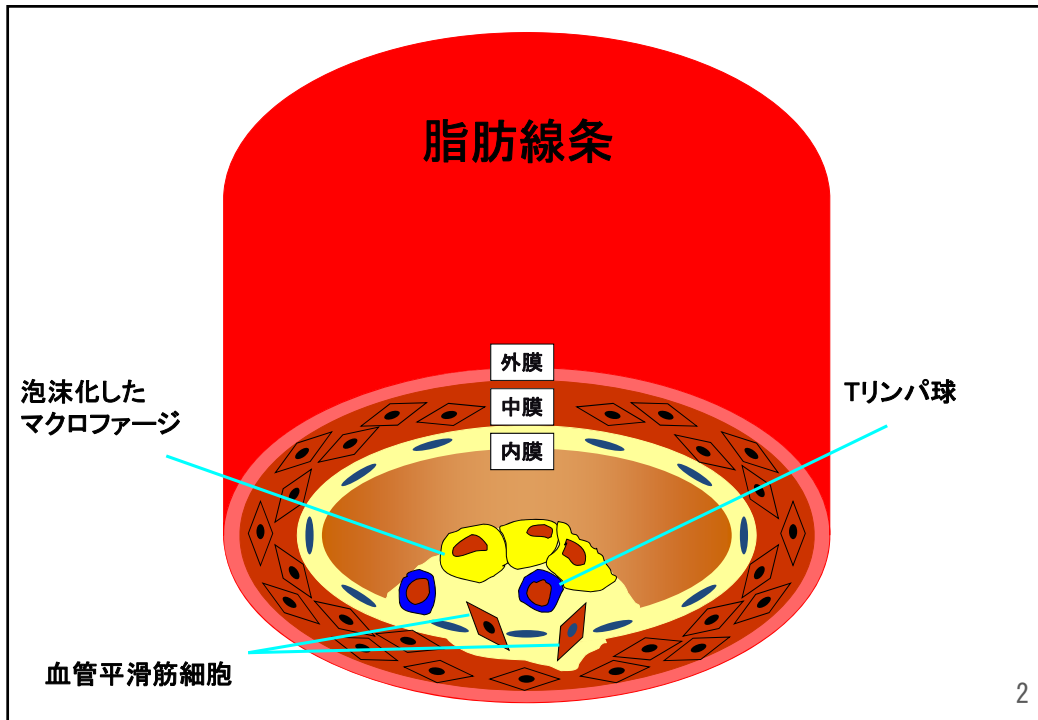 脂肪線条
外膜
中膜
内膜
泡沫化した
マクロファージ
Tリンパ球
血管平滑筋細胞
2